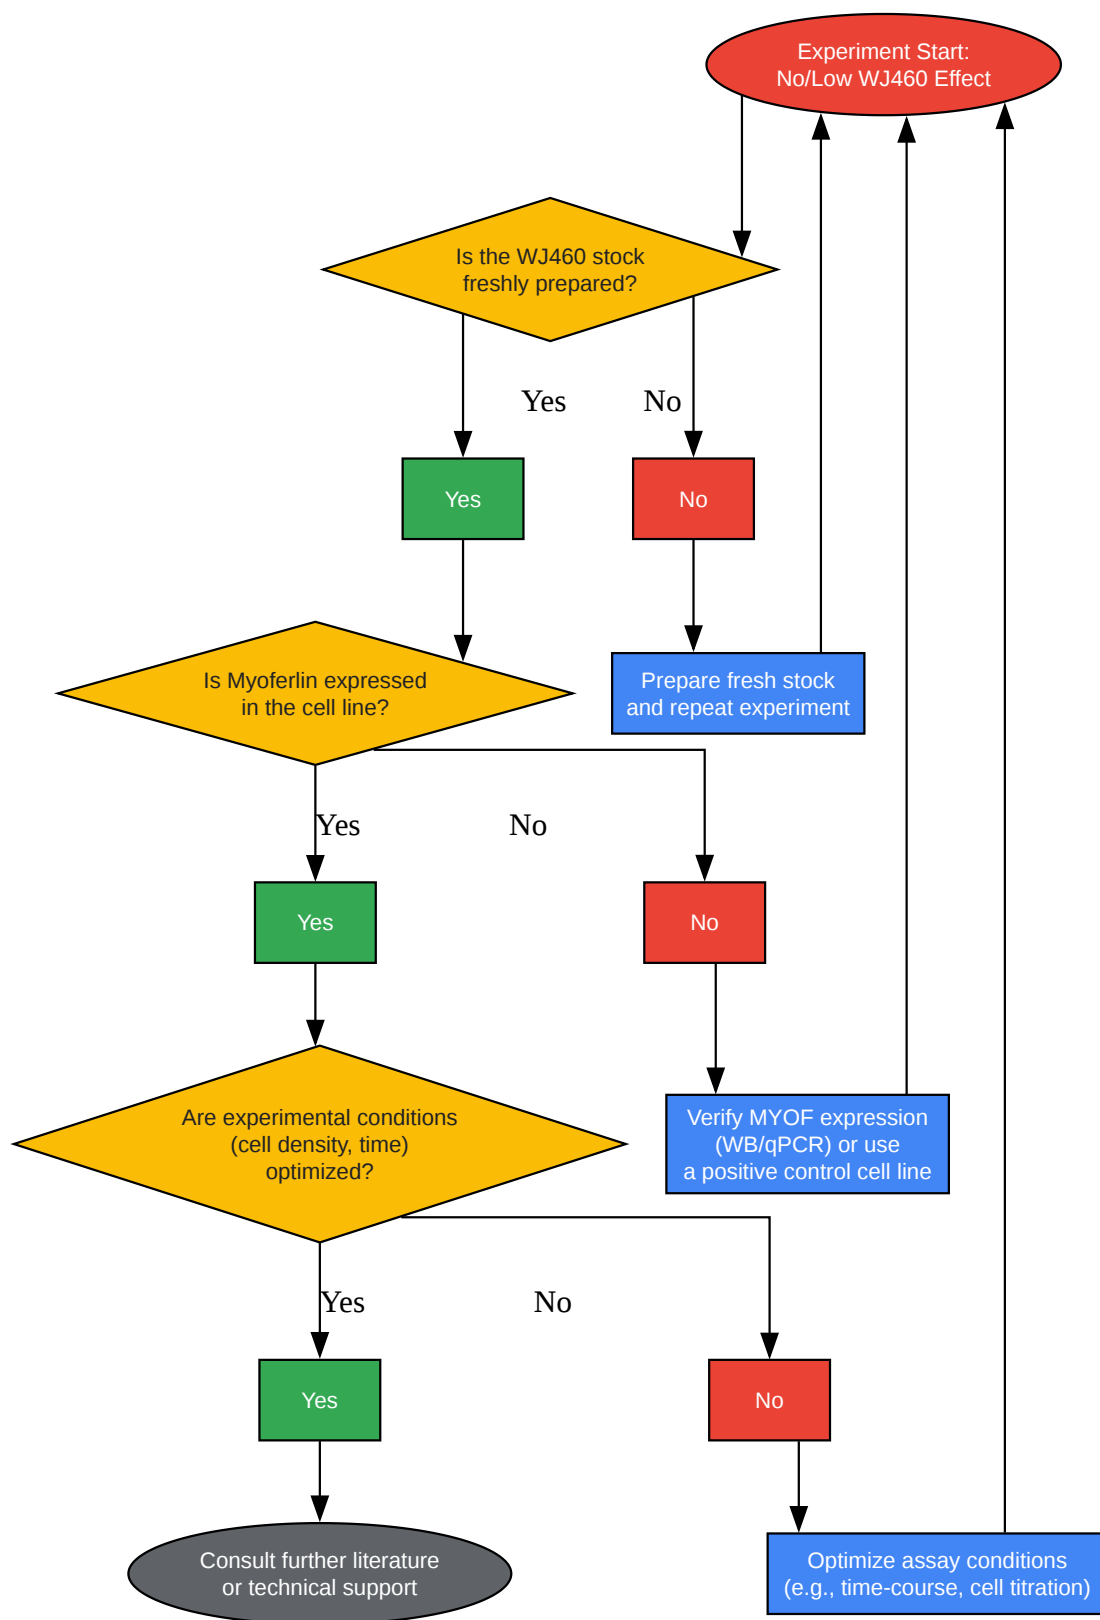 Experiment Start:
No/Low WJ460 Effect
Is the WJ460 stock
freshly prepared?
Yes
No
Yes
No
Is Myoferlin expressed
in the cell line?
Prepare fresh stock
and repeat experiment
Yes
No
Yes
No
Are experimental conditions
(cell density, time)
optimized?
Verify MYOF expression
(WB/qPCR) or use
a positive control cell line
Yes
No
Yes
No
Consult further literature
or technical support
Optimize assay conditions
(e.g., time-course, cell titration)